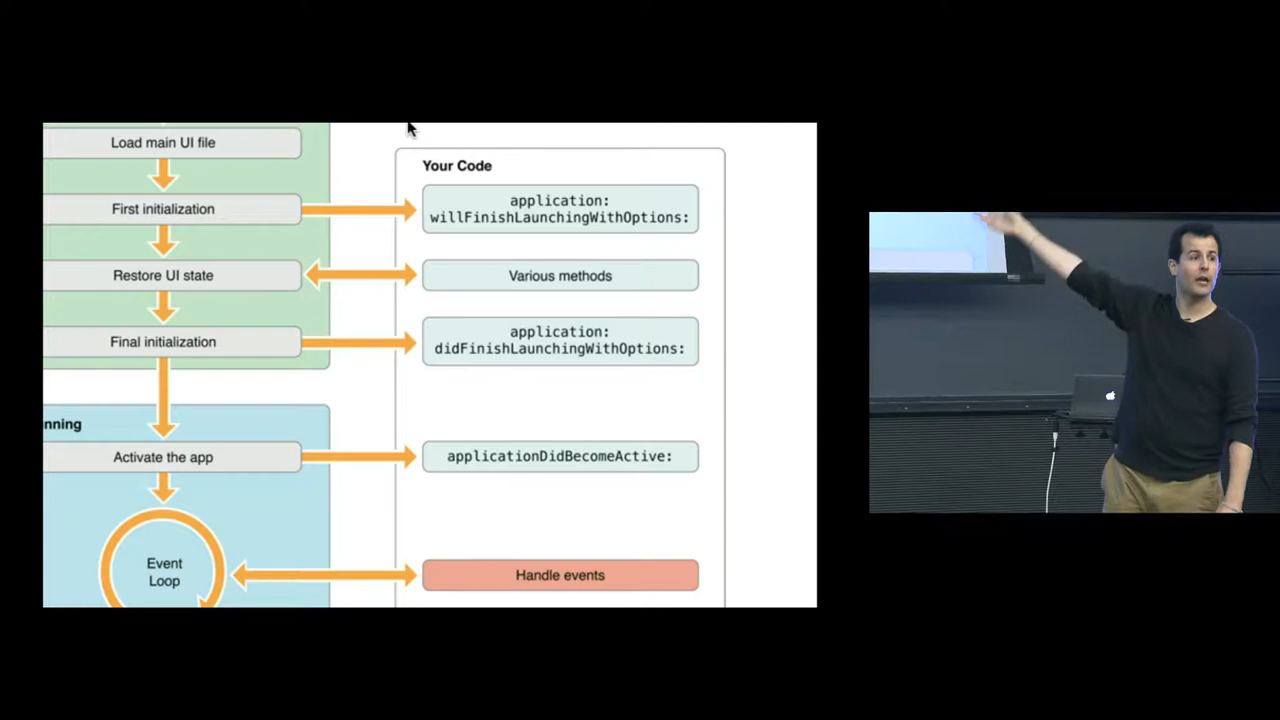 Load main UI file
Your Code
First initialization
application:
willFinishLaunchingWithOptions:
Restore UI state
Various methods
Final initialization
application:
didFinishLaunchingWithOptions:
nning
Activate the app
applicationDidBecomeActive:
Event
Loop
Handle events